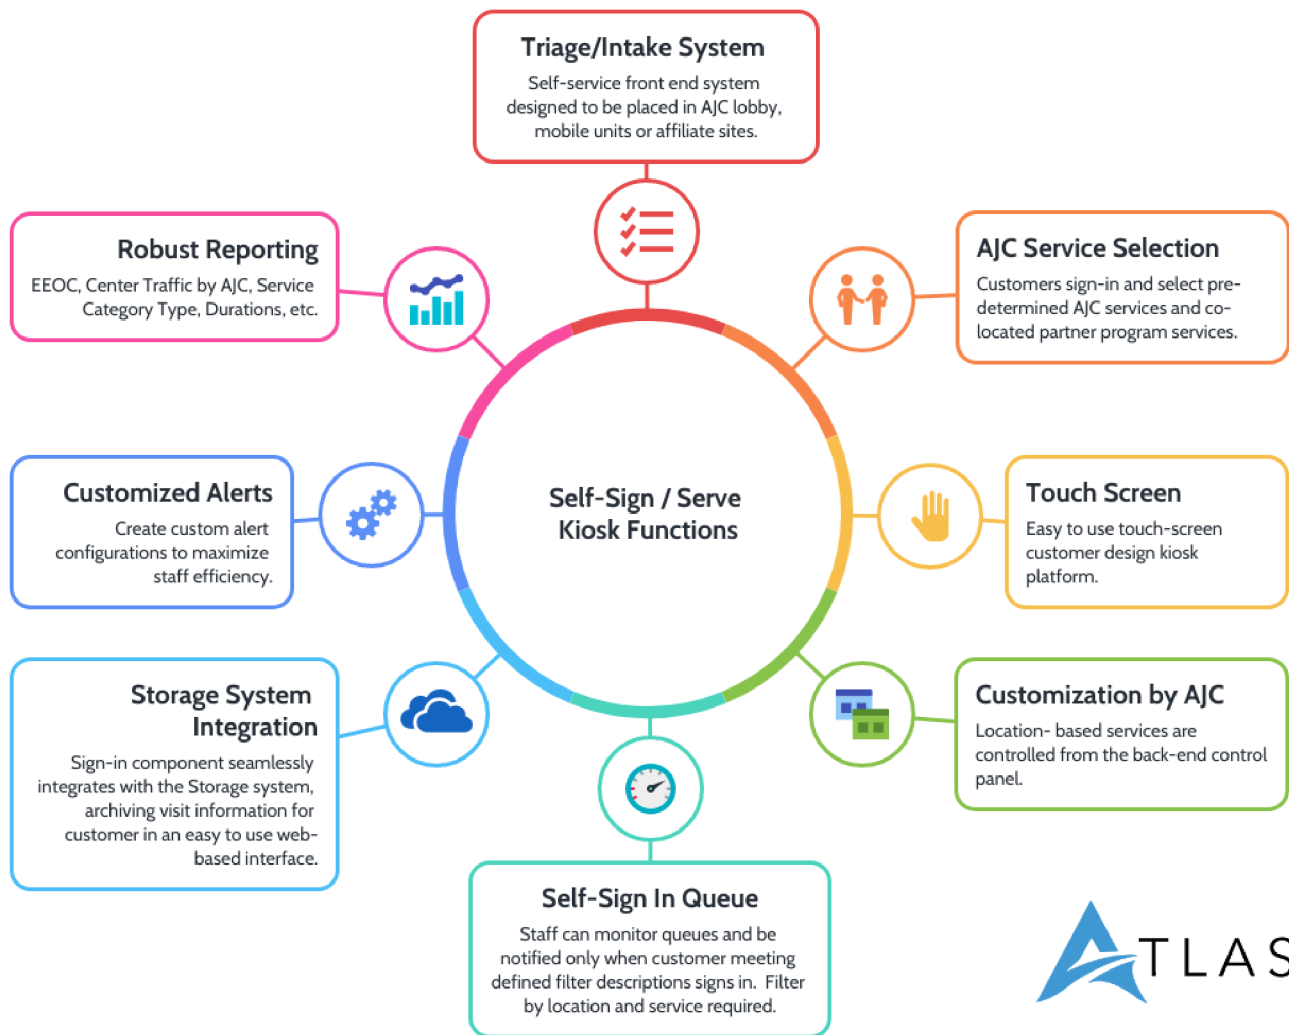 Triage/Intake System
Self-service front end system
designed to be placed in AJC lobby,
mobile units or affiliate sites.
Robust Reporting
EEOC, Center Traffic by AJC, Service
Category Type, Durations, etc.
AJC Service Selection
Customers sign-in and select pre-
determined AJC services and co-
located partner program services.
Customized Alerts
Create custom alert
configurations to maximize
staff efficiency.
Self-Sign / Serve
Kiosk Functions
Touch Screen
Easy to use touch-screen
customer design kiosk
platform.
Storage System
Integration
Sign-in component seamlessly
integrates with the Storage system,
archiving visit information for
customer in an easy to use web-
based interface.
Customization by AJC
Location- based services are
controlled from the back-end control
panel.
Self-Sign In Queue
Staff can monitor queues and be
notified only when customer meeting
defined filter descriptions signs in.  Filter
by location and service required.
ATLAS